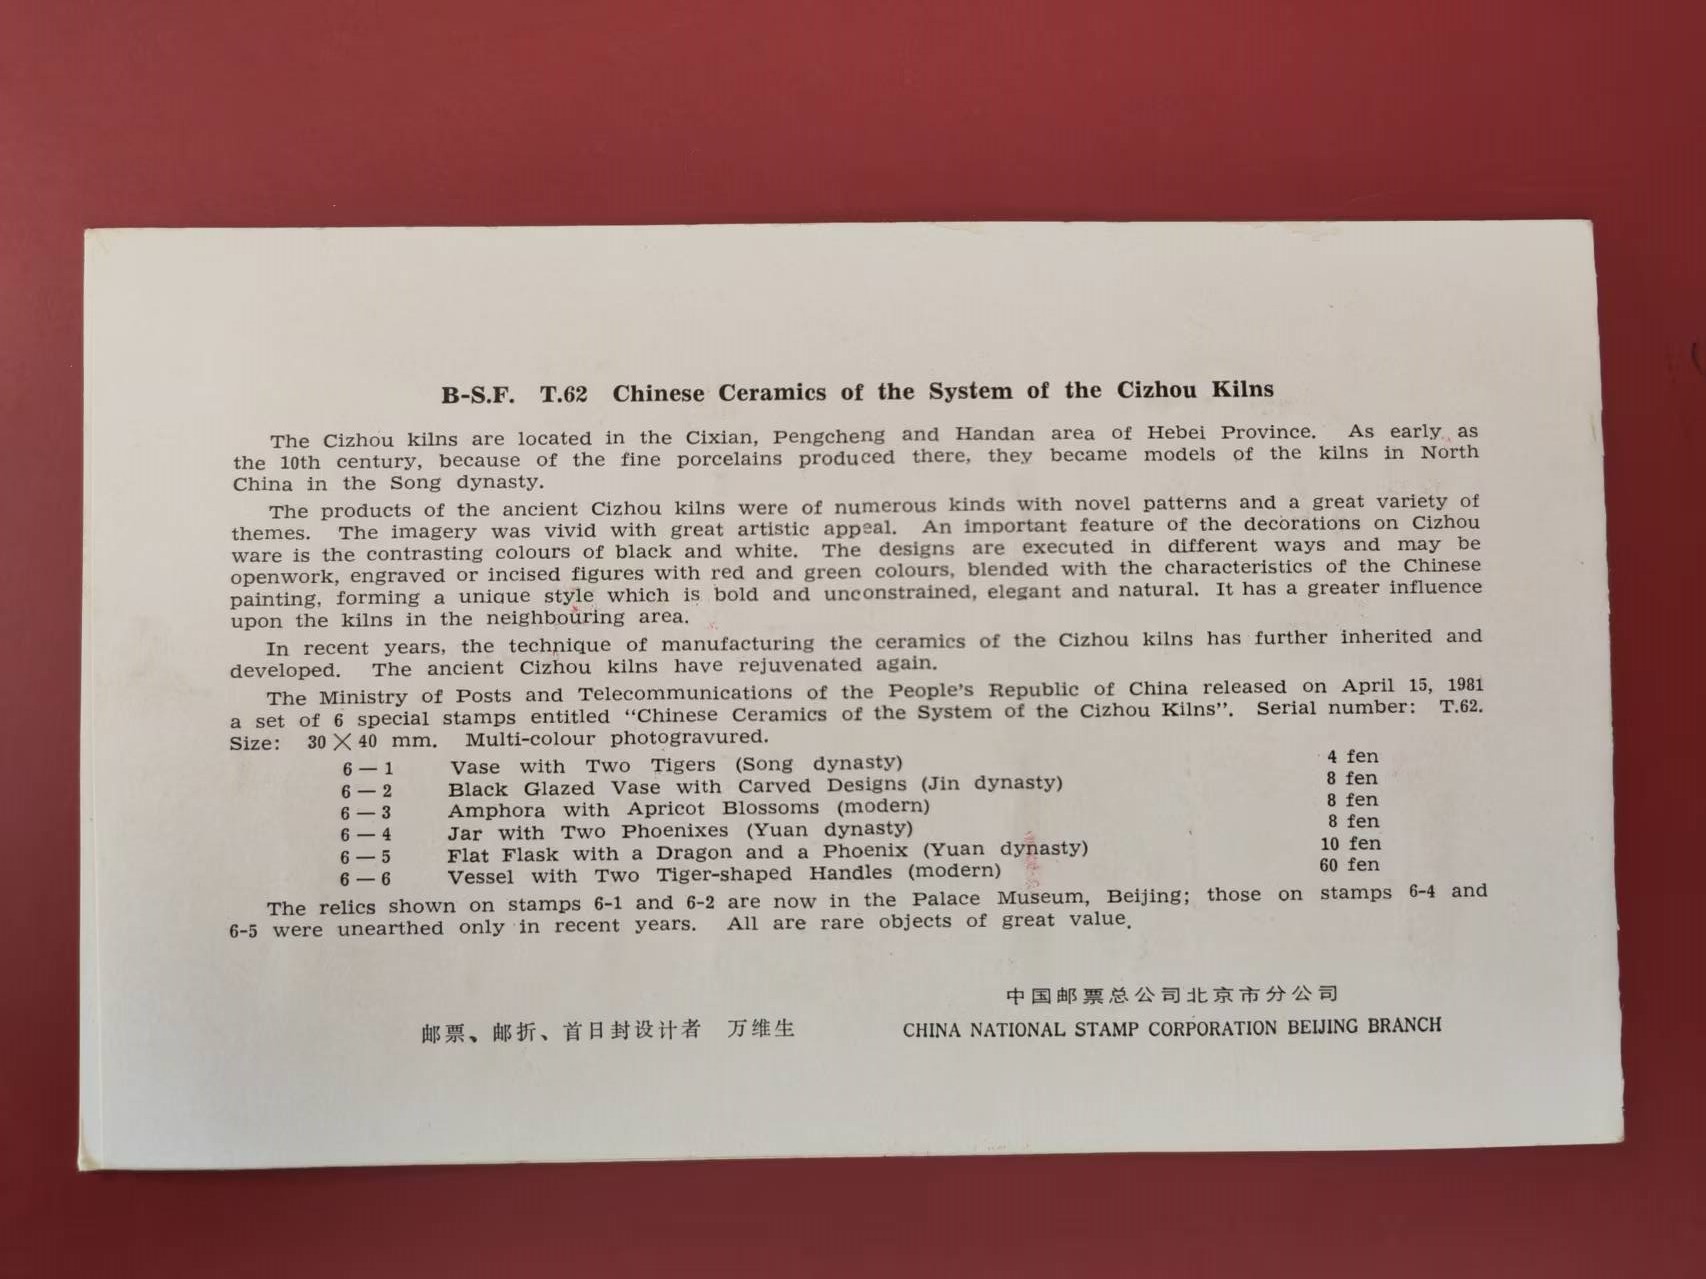 B-S.F. T.62 Chinese Ceramics of the System of the Cizhou Kilns
The Cizhou kilns are located in the Cixian, Pengcheng and Handan area of Hebei Province. As early as
the 10th century, because of the fine porcelains produced there, they became models of the kilns in North
China in the Song dynasty.
The products of the ancient Cizhou kilns were of numerous kinds with novel patterns and a great variety of
themes. The imagery was vivid with great artistic appeal. An important feature of the decorations on Cizhou
ware is the contrasting colours of black and white. The designs are executed in different ways and may be
openwork, engraved or incised figures with red and green colours, blended with the characteristics of the Chinese
painting, forming a unique style which is bold and unconstrained, elegant and natural. It has a greater influence
upon the kilns in the neighbouring area.
In recent years, the technique of manufacturing the ceramics of the Cizhou kilns has further inherited and
developed. The ancient Cizhou kilns have rejuvenated again.
The Ministry of Posts and Telecommunications of the People's Republic of China released on April 15, 1981
a set of 6 special stamps entitled “Chinese Ceramics of the System of the Cizhou Kilns”. Serial number: T.62.
Size: 30 × 40 mm. Multi-colour photogravured.
6 — 1 Vase with Two Tigers (Song dynasty) 4 fen
6 — 2 Black Glazed Vase with Carved Designs (Jin dynasty) 8 fen
6 — 3 Amphora with Apricot Blossoms (modern) 8 fen
6 — 4 Jar with Two Phoenixes (Yuan dynasty) 8 fen
6 — 5 Flat Flask with a Dragon and a Phoenix (Yuan dynasty) 10 fen
6 — 6 Vessel with Two Tiger-shaped Handles (modern) 60 fen
The relics shown on stamps 6-1 and 6-2 are now in the Palace Museum, Beijing; those on stamps 6-4 and
6-5 were unearthed only in recent years. All are rare objects of great value.
中国邮票总公司北京市分公司
邮票、邮折、首日封设计者 万维生 CHINA NATIONAL STAMP CORPORATION BEIJING BRANCH